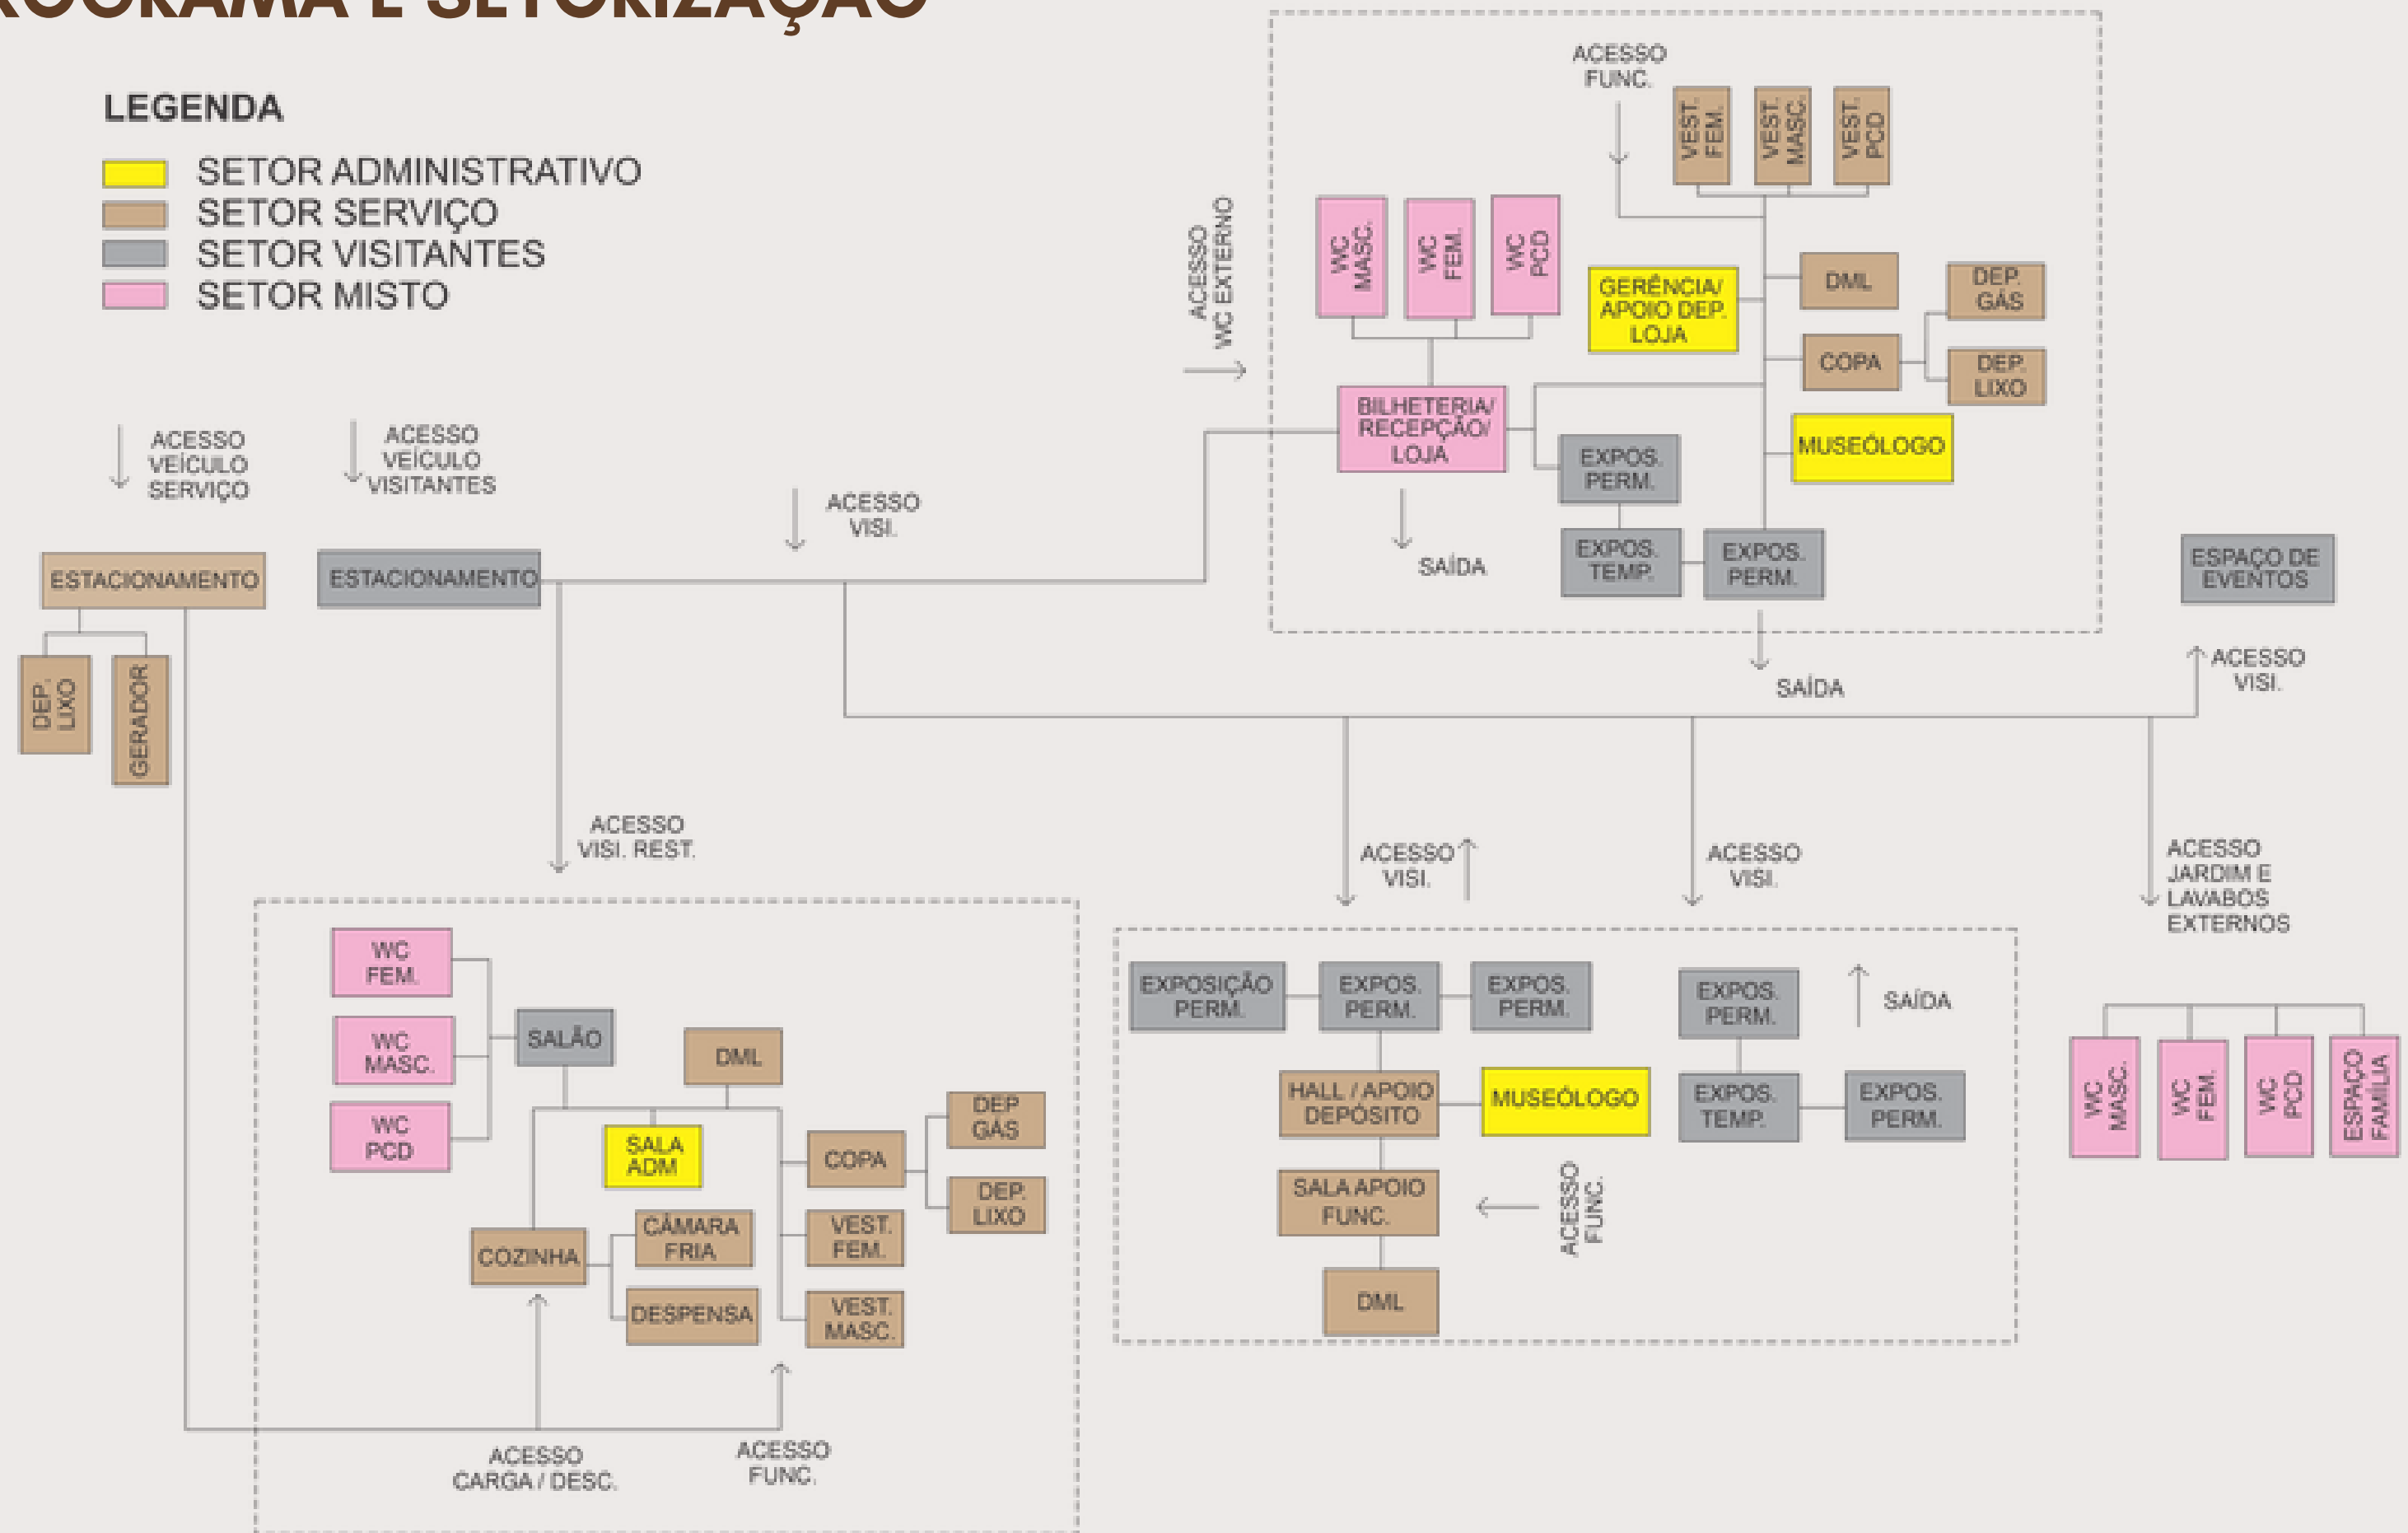 ROGRAMA E SETORIZAÇÃO
LEGENDA
SETOR ADMINISTRATIVO
SETOR SERVIÇO
SETOR VISITANTES
SETOR MISTO
ACESSO
VEÍCULO
SERVIÇO
ACESSO
VEÍCULO
VISITANTES
ACESSO
VISI.
ESTACIONAMENTO
ESTACIONAMENTO
DEP.
LIXO
GERADOR
ACESSO
WC EXTERNO
ACESSO
FUNC.
VEST.
FEM.
VEST.
MASC.
VEST.
PCD
WC
MASC.
WC
FEM.
WC
PCD
GERÊNCIA/
APOIO DEP.
LOJA
DML
DEP.
GÁS
COPA
DEP.
LIXO
BILHETERIA/
RECEPÇÃO/
LOJA
MUSEÓLOGO
EXPOS.
PERM.
EXPOS.
TEMP.
EXPOS.
PERM.
SAÍDA
SAÍDA
ESPAÇO DE
EVENTOS
ACESSO
VISI.
ACESSO
VISI. REST.
ACESSO
VISI.
ACESSO
VISI.
ACESSO
JARDIM E
LAVABOS
EXTERNOS
WC
FEM.
WC
MASC.
WC
PCD
SALÃO
DML
SALA
ADM
COPA
DEP
GÁS
DEP.
LIXO
COZINHA
CÂMARA
FRIA
DESPENSA
VEST.
FEM.
VEST.
MASC.
ACESSO
CARGA / DESC.
ACESSO
FUNC.
EXPOSIÇÃO
PERM.
EXPOS.
PERM.
EXPOS.
PERM.
HALL / APOIO
DEPÓSITO
MUSEÓLOGO
SALA APOIO
FUNC.
DML
ACESSO
FUNC.
EXPOS.
PERM.
SAÍDA
EXPOS.
TEMP.
EXPOS.
PERM.
WC
MASC.
WC
FEM.
WC
PCD
ESPAÇO
FAMÍLIA